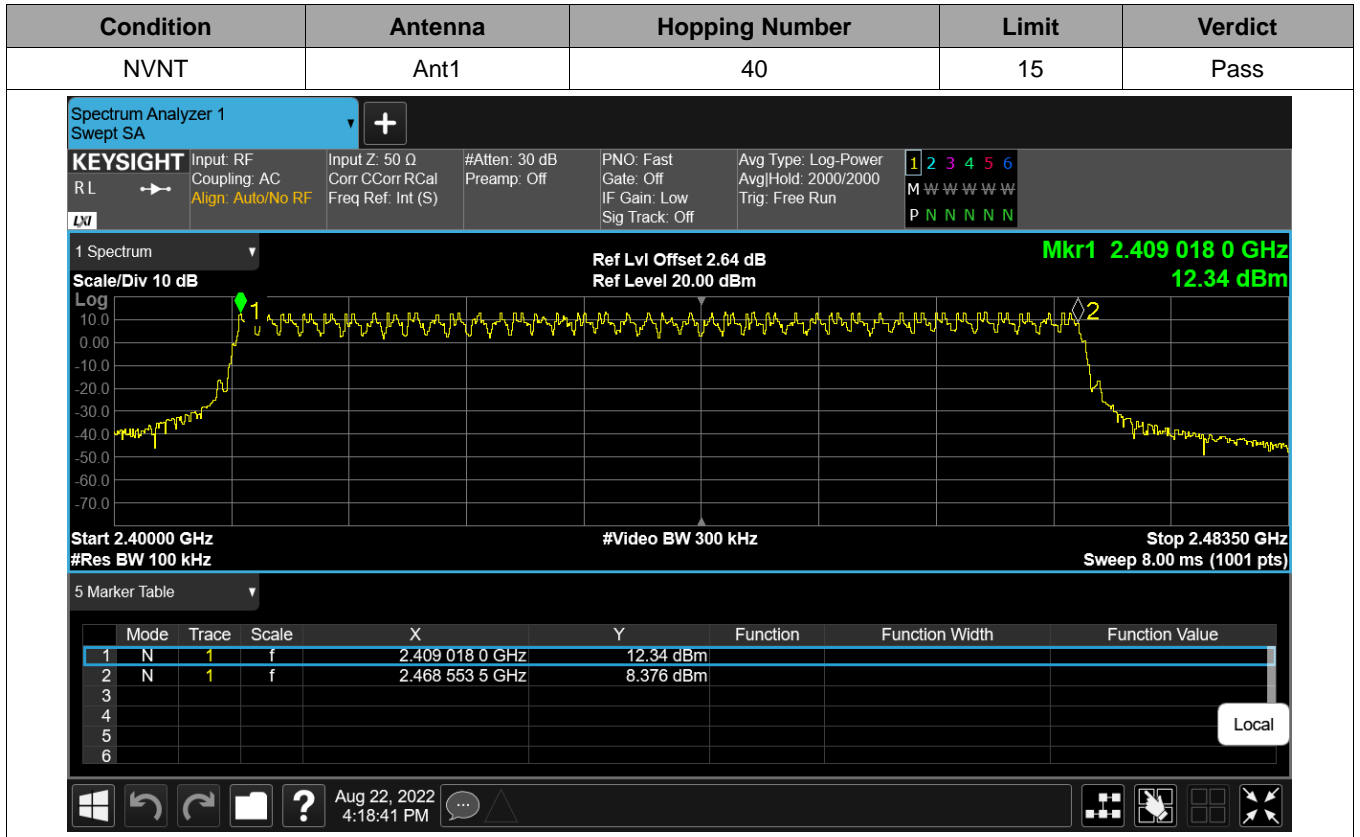 Condition Antenna Hopping Number Limit Verdict
NVNT Ant1 40 15 Pass
Spectrum Analyzer 1
Swept SA
+
KEYSIGHT Input: RF Input Z: 50 Ω #Atten: 30 dB PNO: Fast Avg Type: Log-Power 1 2 3 4 5 6
RL Coupling: AC Corr CCorr RCal Preamp: Off Gate: Off Avg|Hold: 2000/2000 M W W W W W
Align: Auto/No RF Freq Ref: Int (S) IF Gain: Low Trig: Free Run
LXI Sig Track: Off P N N N N N
1 Spectrum Ref Lvl Offset 2.64 dB Mkr1 2.409 018 0 GHz
Scale/Div 10 dB Ref Level 20.00 dBm 12.34 dBm
Log
1 2
10.0
0.00
-10.0
-20.0
-30.0
-40.0
-50.0
-60.0
-70.0
Start 2.40000 GHz #Video BW 300 kHz Stop 2.48350 GHz
#Res BW 100 kHz Sweep 8.00 ms (1001 pts)
5 Marker Table
Mode Trace Scale X Y Function Function Width Function Value
1 N 1 f 2.409 018 0 GHz 12.34 dBm
2 N 1 f 2.468 553 5 GHz 8.376 dBm
3
4
5
Local
6
? Aug 22, 2022
4:18:41 PM